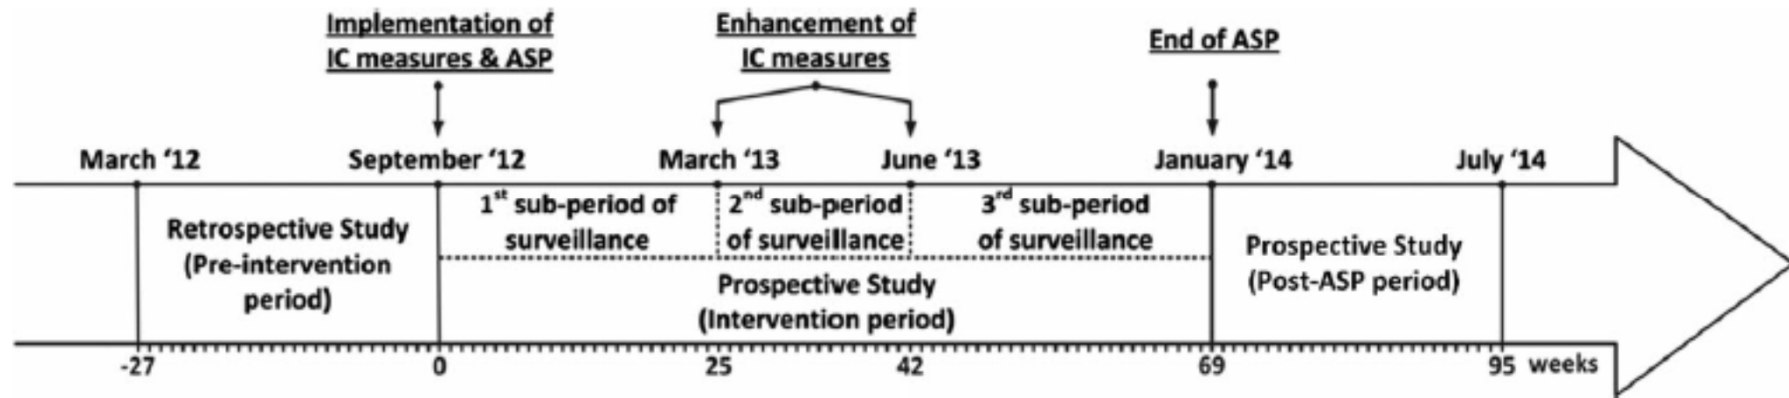 Implementation of
IC measures & ASP
Enhancement of
IC measures
End of ASP
March ‘12
September ‘12
March ‘13
June ‘13
January ‘14
July ‘14
Retrospective Study
(Pre-intervention
period)
1st sub-period of
surveillance
2nd sub-period
of surveillance
3rd sub-period
of surveillance
Prospective Study
(Intervention period)
Prospective Study
(Post-ASP period)
-27 0 25 42 69 95 weeks